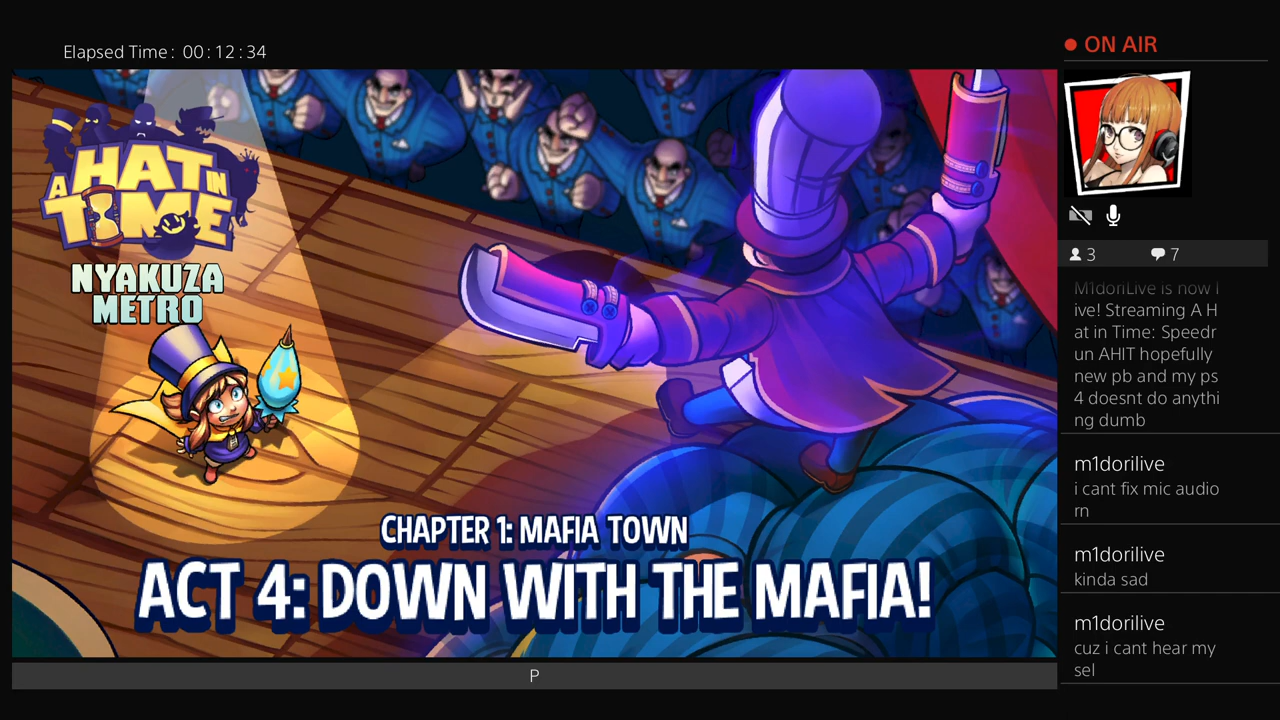 Elapsed Time: 00:12:34
ON AIR
A HAT IN TIME
NYAKUZA
METRO
CHAPTER 1: MAFIA TOWN
ACT 4: DOWN WITH THE MAFIA!
P
3
7
M1doriLive is now l
ive! Streaming A H
at in Time: Speedr
un AHIT hopefully
new pb and my ps
4 doesnt do anythi
ng dumb
m1dorilive
i cant fix mic audio
rn
m1dorilive
kinda sad
m1dorilive
cuz i cant hear my
sel